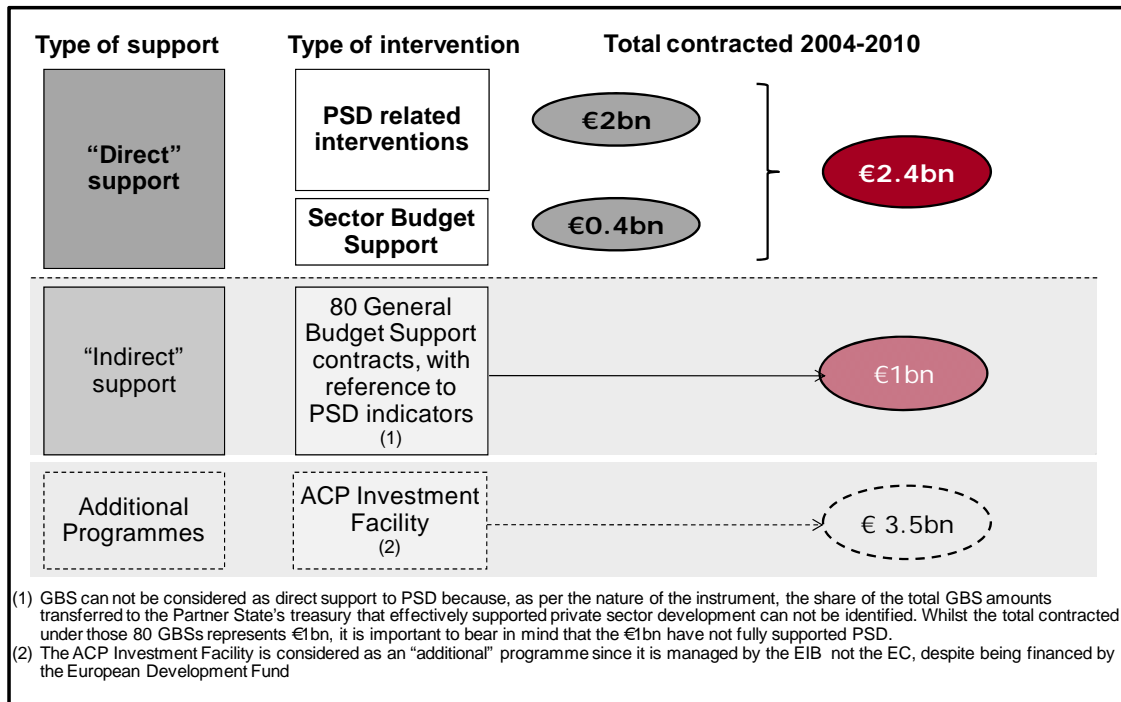 Type of support
Type of intervention
Total contracted 2004-2010
“Direct”
support
PSD related
interventions
€2bn
€2.4bn
Sector Budget
Support
€0.4bn
“Indirect”
support
80 General
Budget Support
contracts, with
reference to
PSD indicators
(1)
€1bn
Additional
Programmes
ACP Investment
Facility
(2)
€ 3.5bn
(1) GBS can not be considered as direct support to PSD because, as per the nature of the instrument, the share of the total GBS amounts
transferred to the Partner State’s treasury that effectively supported private sector development can not be identified. Whilst the total contracted
under those 80 GBSs represents €1bn, it is important to bear in mind that the €1bn have not fully supported PSD.
(2) The ACP Investment Facility is considered as an “additional” programme since it is managed by the EIB not the EC, despite being financed by
the European Development Fund